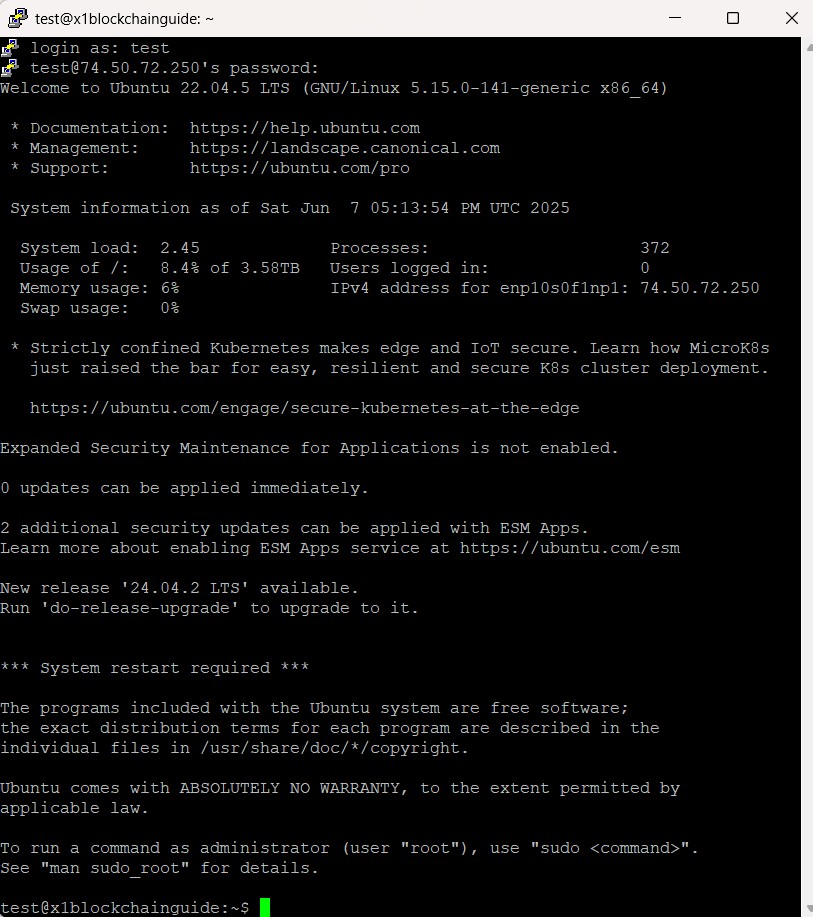 test@x1blockchainguide: ~
login as: test
test@74.50.72.250's password:
Welcome to Ubuntu 22.04.5 LTS (GNU/Linux 5.15.0-141-generic x86_64)
* Documentation:  https://help.ubuntu.com
* Management:     https://landscape.canonical.com
* Support:        https://ubuntu.com/pro
System information as of Sat Jun  7 05:13:54 PM UTC 2025
System load:  2.45             Processes:                     372
Usage of /:   8.4% of 3.58TB   Users logged in:               0
Memory usage: 6%               IPv4 address for enp10s0f1np1: 74.50.72.250
Swap usage:   0%
* Strictly confined Kubernetes makes edge and IoT secure. Learn how MicroK8s
just raised the bar for easy, resilient and secure K8s cluster deployment.
https://ubuntu.com/engage/secure-kubernetes-at-the-edge
Expanded Security Maintenance for Applications is not enabled.
0 updates can be applied immediately.
2 additional security updates can be applied with ESM Apps.
Learn more about enabling ESM Apps service at https://ubuntu.com/esm
New release '24.04.2 LTS' available.
Run 'do-release-upgrade' to upgrade to it.
*** System restart required ***
The programs included with the Ubuntu system are free software;
the exact distribution terms for each program are described in the
individual files in /usr/share/doc/*/copyright.
Ubuntu comes with ABSOLUTELY NO WARRANTY, to the extent permitted by
applicable law.
To run a command as administrator (user "root"), use "sudo <command>".
See "man sudo_root" for details.
test@x1blockchainguide:~$